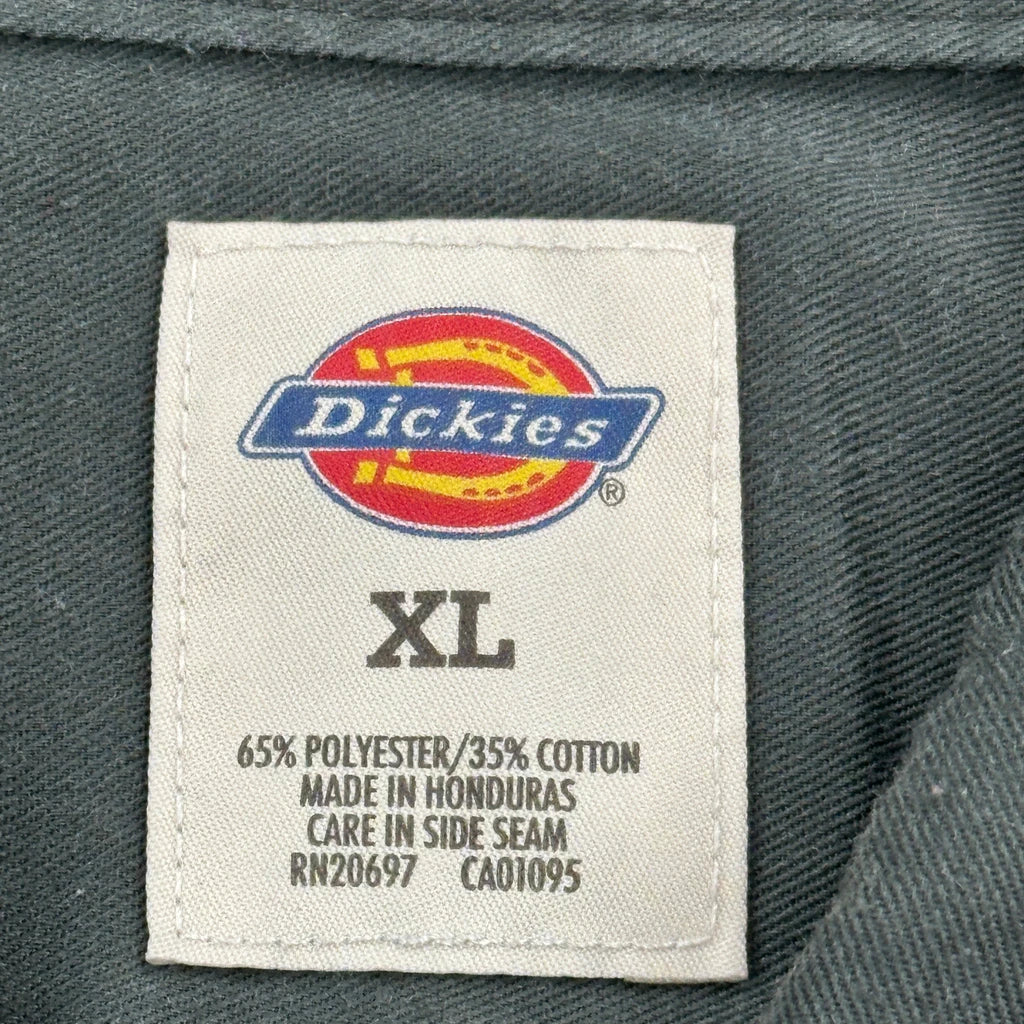 Dickies
®
XL
65% POLYESTER/35% COTTON
MADE IN HONDURAS
CARE IN SIDE SEAM
RN20697 CA01095